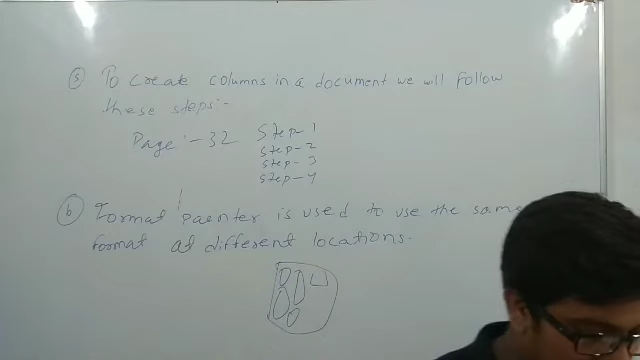 (5) To create columns in a document we will follow
these steps:-
Page:-32 Step-1
Step-2
Step-3
Step-4
(6) Format painter is used to use the same
format at different locations.